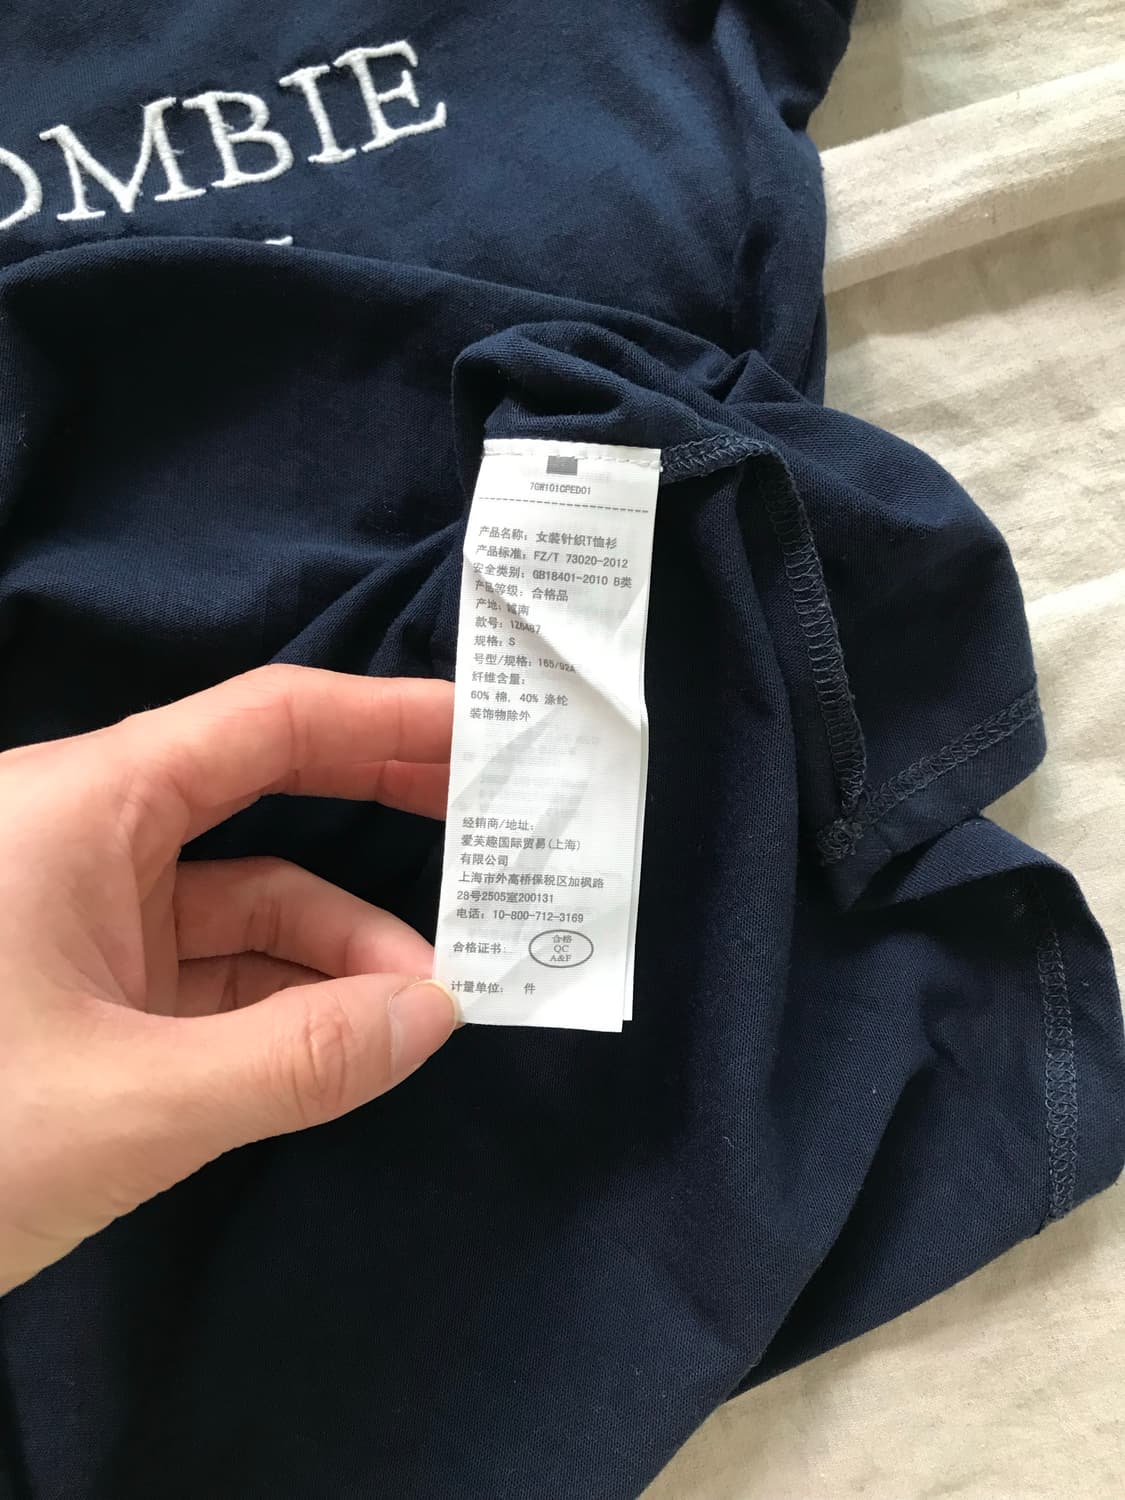 OMBIE
7GW101CPED01
产品名称: 女装针织T恤衫
产品标准: FZ/T 73020-2012
安全类别: GB18401-2010 B类
产品等级: 合格品
产地: 越南
款号:
规格: S
号型/规格: 165/92A
纤维含量:
60% 棉, 40% 涤纶
装饰物除外
经销商/地址:
爱芙趣国际贸易(上海)
有限公司
上海市外高桥保税区加枫路
28号2505室200131
电话: 10-800-712-3169
合格证书:
合格
QC
A&F
计量单位: 件